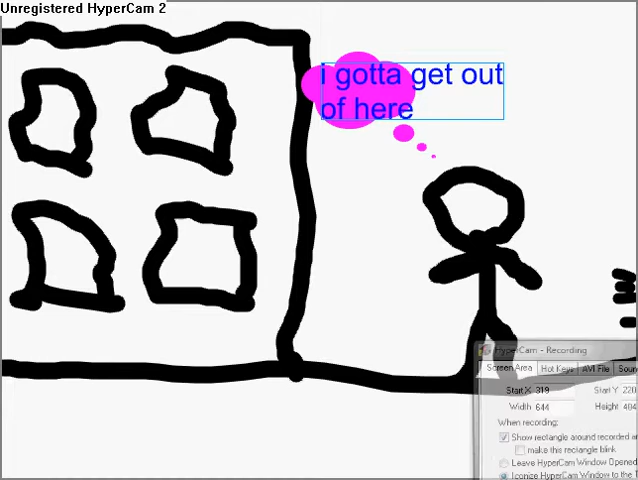 Unregistered HyperCam 2
i gotta get out
of here
HyperCam - Recording
Screen Area Hot Keys AVI File
Start X 319 Start Y 220
Width 644 Height 404
When recording:
Show rectangle around recorded
make this rectangle blink
Leave HyperCam Window Opened
Iconize HyperCam Window to the